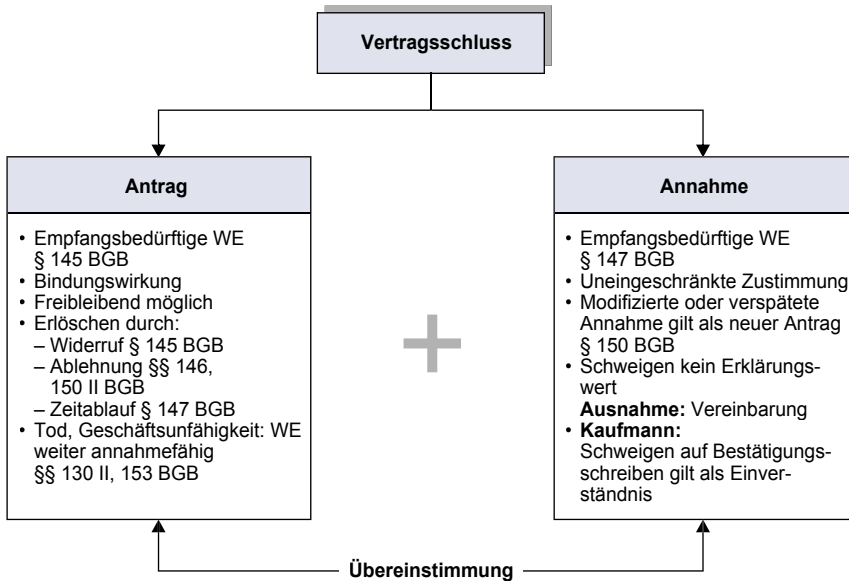 Vertragsschluss
Antrag
• Empfangsbedürftige WE
§ 145 BGB
• Bindungswirkung
• Freibleibend möglich
• Erlöschen durch:
– Widerruf § 145 BGB
– Ablehnung §§ 146,
150 II BGB
– Zeitablauf § 147 BGB
• Tod, Geschäftsunfähigkeit: WE
weiter annahmefähig
§§ 130 II, 153 BGB
+
Annahme
• Empfangsbedürftige WE
§ 147 BGB
• Uneingeschränkte Zustimmung
• Modifizierte oder verspätete
Annahme gilt als neuer Antrag
§ 150 BGB
• Schweigen kein Erklärungs-
wert
Ausnahme: Vereinbarung
• Kaufmann:
Schweigen auf Bestätigungs-
schreiben gilt als Einver-
ständnis
Übereinstimmung